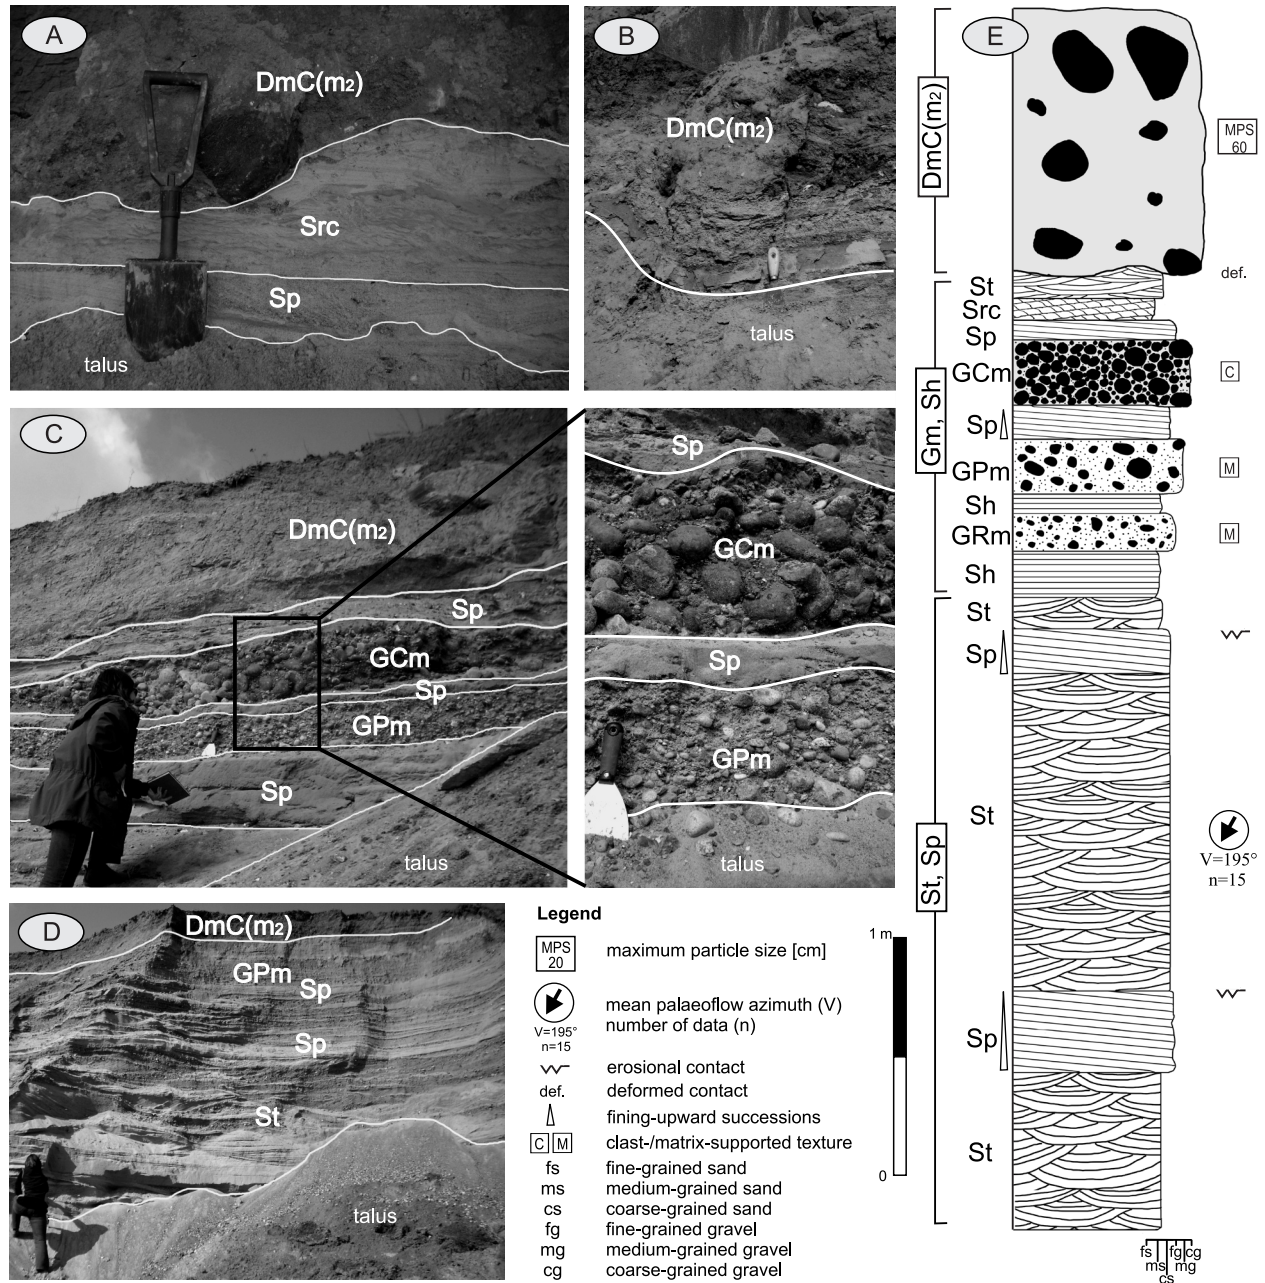 A
DmC(m2)
Src
Sp
talus
B
DmC(m2)
talus
C
DmC(m2)
Sp
GCm
Sp
GPm
Sp
talus
Sp
GCm
Sp
GPm
talus
D
DmC(m2)
GPm
Sp
Sp
St
talus
Legend
MPS
20
maximum particle size [cm]
V=195°
n=15
mean palaeoflow azimuth (V)
number of data (n)
erosional contact
def.
deformed contact
fining-upward successions
C M
clast-/matrix-supported texture
fs
fine-grained sand
ms
medium-grained sand
cs
coarse-grained sand
fg
fine-grained gravel
mg
medium-grained gravel
cg
coarse-grained gravel
1 m
0
E
DmC(m2)
MPS
60
def.
Gm, Sh
St
Src
Sp
GCm
C
Sp
GPm
M
Sh
GRm
M
Sh
St, Sp
St
Sp
St
V=195°
n=15
Sp
St
fs
fg
cg
ms
mg
cs